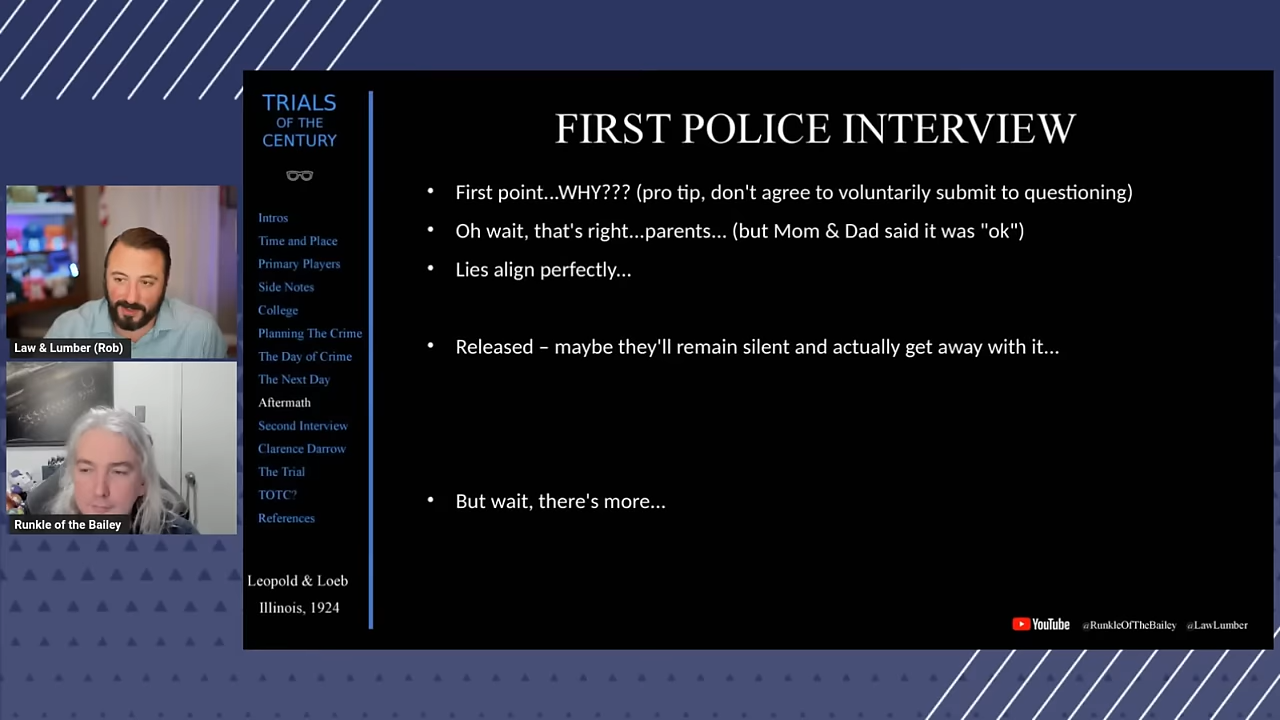 TRIALS
OF THE
CENTURY
Intros
Time and Place
Primary Players
Side Notes
College
Planning The Crime
The Day of Crime
The Next Day
Aftermath
Second Interview
Clarence Darrow
The Trial
TOTC?
References
Leopold & Loeb
Illinois, 1924
FIRST POLICE INTERVIEW
• First point...WHY??? (pro tip, don't agree to voluntarily submit to questioning)
• Oh wait, that's right...parents... (but Mom & Dad said it was "ok")
• Lies align perfectly...
• Released – maybe they'll remain silent and actually get away with it...
• But wait, there's more...
YouTube @RunkleOfTheBailey @LawLumber
Law & Lumber (Rob)
Runkle of the Bailey